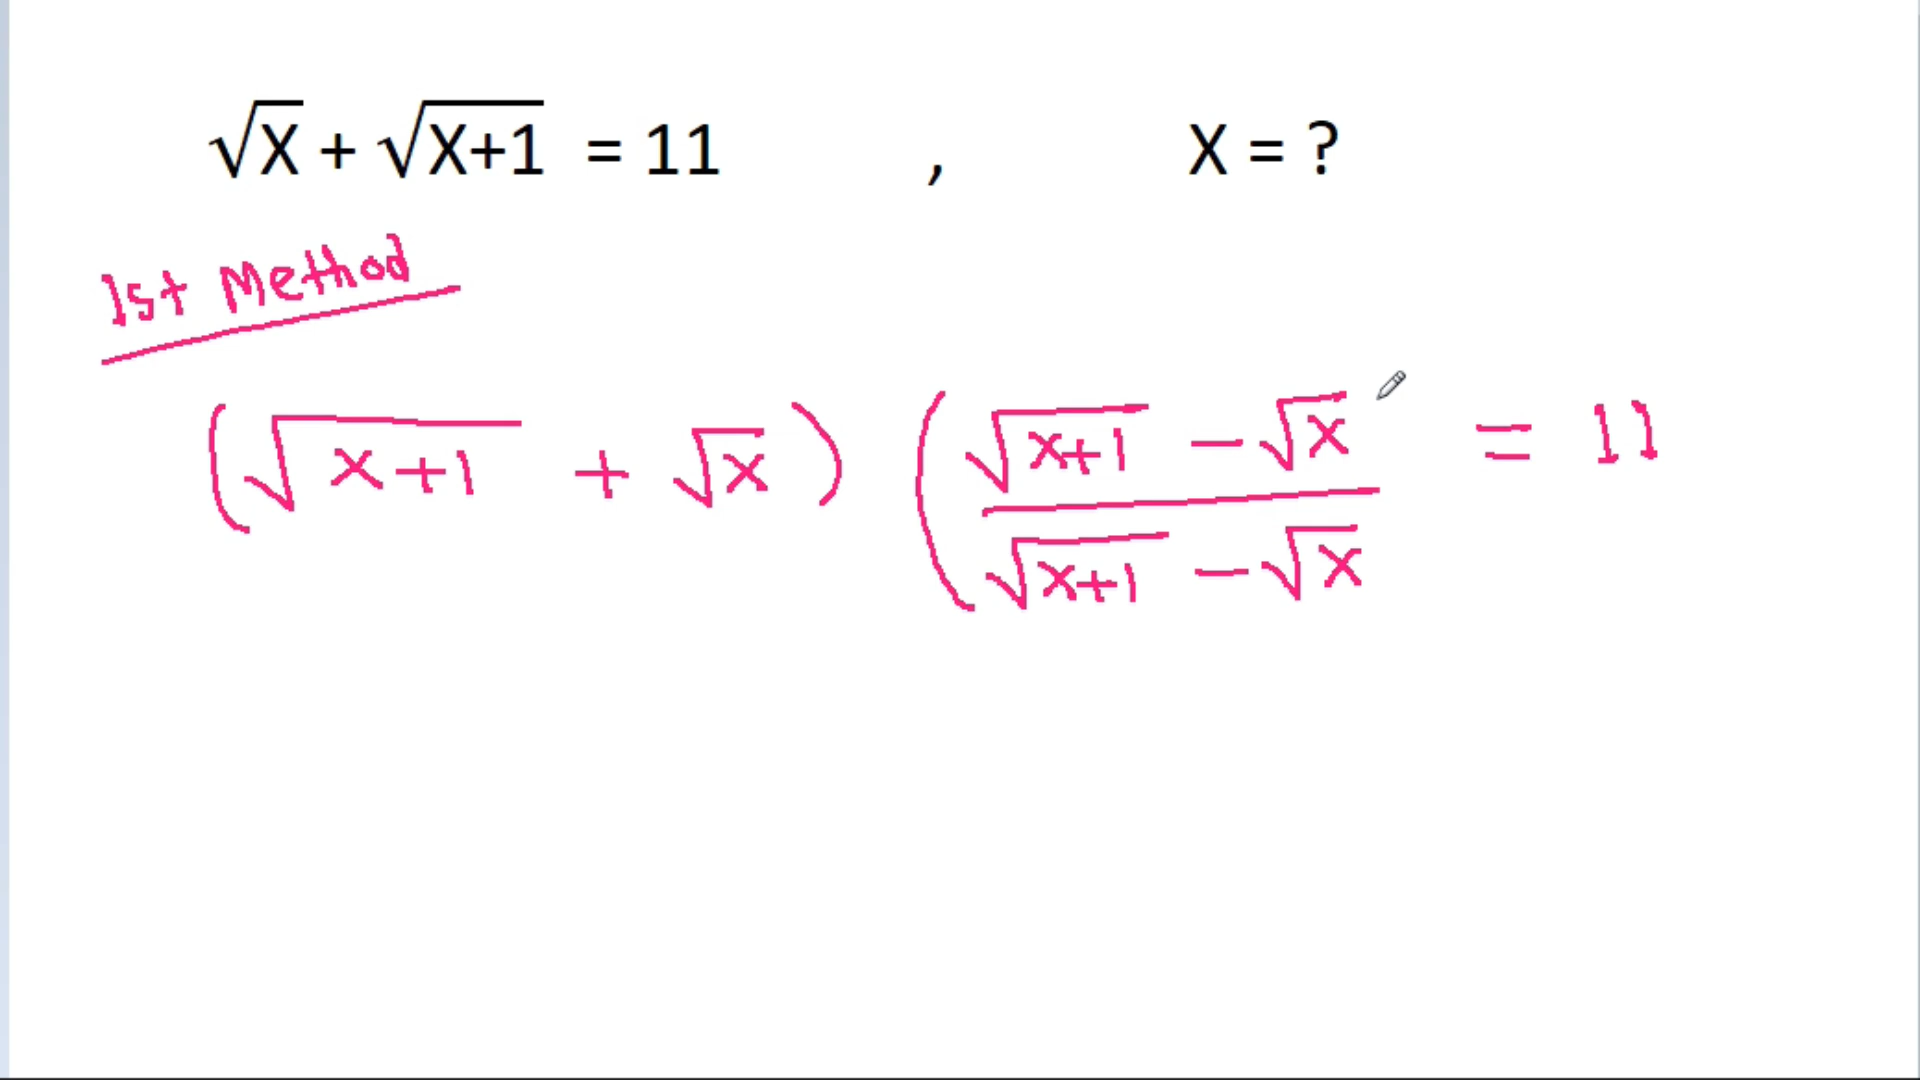 √X + √X+1 = 11 , X = ?
1st Method
(√x+1 + √x) (√x+1 - √x = 11
√x+1 - √x